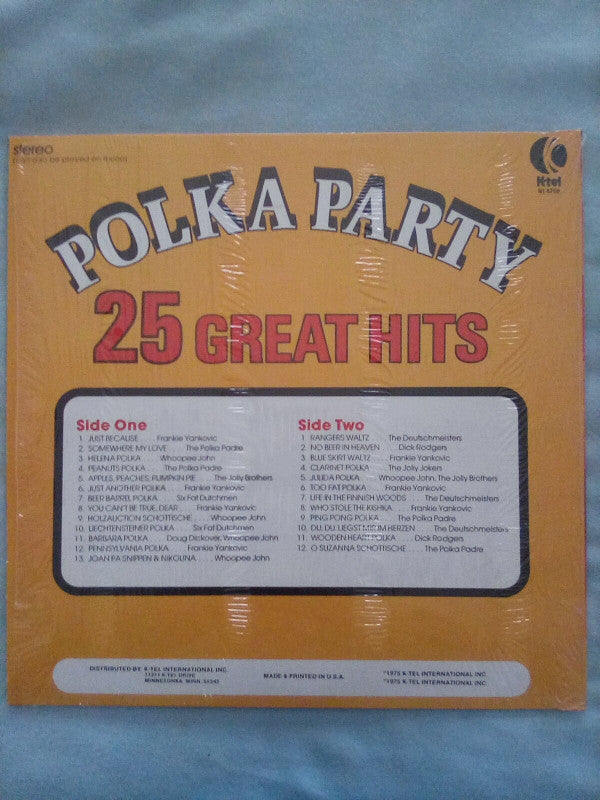 stereo
K-tel
POLKA PARTY
25 GREAT HITS
Side One
1. JUST BECAUSE .... Frankie Yankovic
2. SOMEWHERE MY LOVE .... The Polka Padre
3. HELENA POLKA .... Whoopee John
4. PEANUTS POLKA .... The Polka Padre
5. APPLES, PEACHES, PUMPKIN PIE .... The Jolly Brothers
6. JUST ANOTHER POLKA .... Frankie Yankovic
7. BEER BARREL POLKA .... Six Fat Dutchmen
8. YOU CAN'T BE TRUE, DEAR .... Frankie Yankovic
9. HOLZAUCTION SCHOTTISCHE .... Whoopee John
10. LIECHTENSTEINER POLKA .... Six Fat Dutchmen
11. BARBARA POLKA .... Doug Diskover, Whoopee John
12. PENNSYLVANIA POLKA .... Frankie Yankovic
13. JOAN PA SNIPPEN & NIKOLINA .... Whoopee John
Side Two
1. RANGERS WALTZ .... The Deutschmeisters
2. NO BEER IN HEAVEN .... Dick Rodgers
3. BLUE SKIRT WALTZ .... Frankie Yankovic
4. CLARINET POLKA .... The Jolly Jokers
5. JULIDA POLKA .... Whoopee John, The Jolly Brothers
6. TOO FAT POLKA .... Frankie Yankovic
7. LIFE IN THE FINNISH WOODS .... The Deutschmeisters
8. WHO STOLE THE KISHKA .... Frankie Yankovic
9. PING PONG POLKA .... The Polka Padre
10. DU, DU, LIEGST MIR IM HERZEN .... The Deutschmeisters
11. WOODEN HEART POLKA .... Dick Rodgers
12. O SUZANNA SCHOTTISCHE .... The Polka Padre
DISTRIBUTED BY: K-TEL INTERNATIONAL INC.
11311 K-TEL DRIVE
MINNETONKA, MINN. 55343
MADE & PRINTED IN U.S.A.
©1975 K-TEL INTERNATIONAL INC.
℗1975 K-TEL INTERNATIONAL INC.